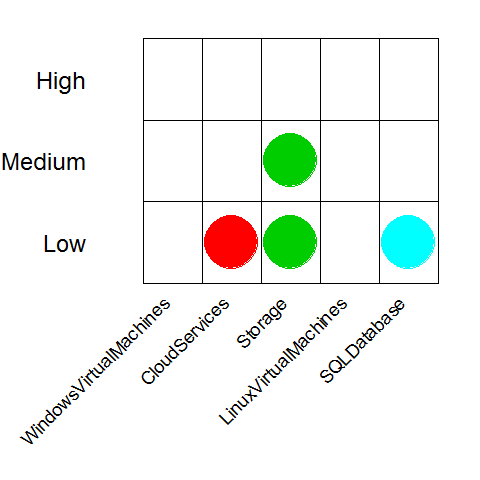 High
Medium
Low
WindowsVirtualMachines
CloudServices
Storage
LinuxVirtualMachines
SQLDatabase